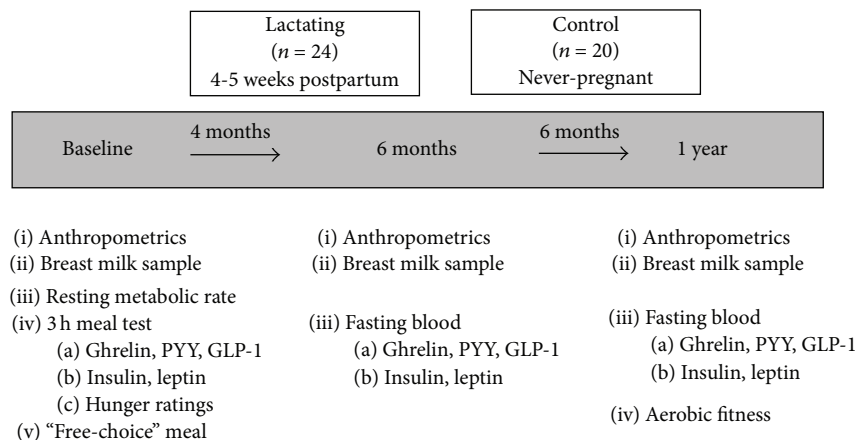 Lactating
(n = 24)
4-5 weeks postpartum
Control
(n = 20)
Never-pregnant
Baseline
4 months
6 months
6 months
1 year
(i) Anthropometrics
(ii) Breast milk sample
(iii) Resting metabolic rate
(iv) 3 h meal test
(a) Ghrelin, PYY, GLP-1
(b) Insulin, leptin
(c) Hunger ratings
(v) “Free-choice” meal
(i) Anthropometrics
(ii) Breast milk sample
(iii) Fasting blood
(a) Ghrelin, PYY, GLP-1
(b) Insulin, leptin
(i) Anthropometrics
(ii) Breast milk sample
(iii) Fasting blood
(a) Ghrelin, PYY, GLP-1
(b) Insulin, leptin
(iv) Aerobic fitness